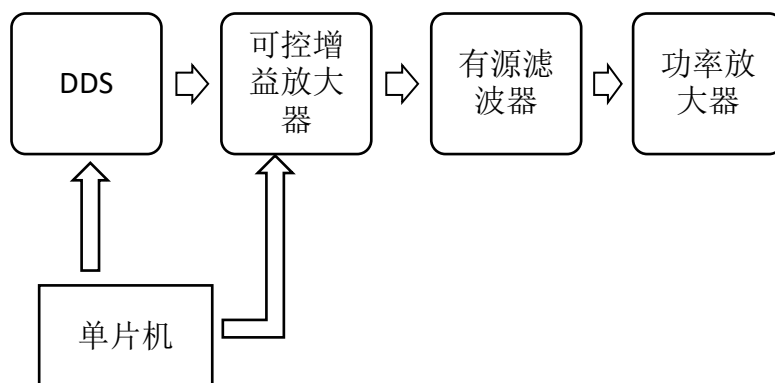 DDS
可控增
益放大
器
有源滤
波器
功率放
大器
单片机